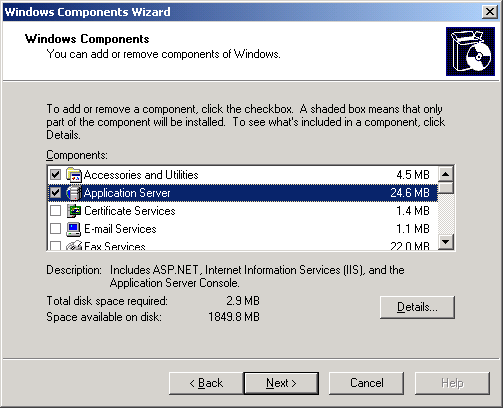 Windows Components Wizard
Windows Components
You can add or remove components of Windows.
To add or remove a component, click the checkbox. A shaded box means that only
part of the component will be installed. To see what's included in a component, click
Details.
Components:
Accessories and Utilities 4.5 MB
Application Server 24.6 MB
Certificate Services 1.4 MB
E-mail Services 1.1 MB
Fax Services 22.0 MB
Description: Includes ASP.NET, Internet Information Services (IIS), and the
Application Server Console.
Total disk space required: 2.9 MB
Space available on disk: 1849.8 MB
Details...
< Back Next > Cancel Help